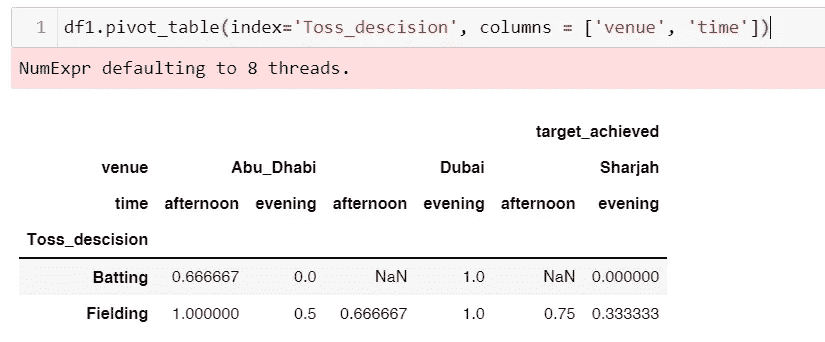 1 df1.pivot_table(index='Toss_descision', columns = ['venue', 'time'])
NumExpr defaulting to 8 threads.
target_achieved
venue Abu_Dhabi Dubai Sharjah
time afternoon evening afternoon evening afternoon evening
Toss_descision
Batting 0.666667 0.0 NaN 1.0 NaN 0.000000
Fielding 1.000000 0.5 0.666667 1.0 0.75 0.333333